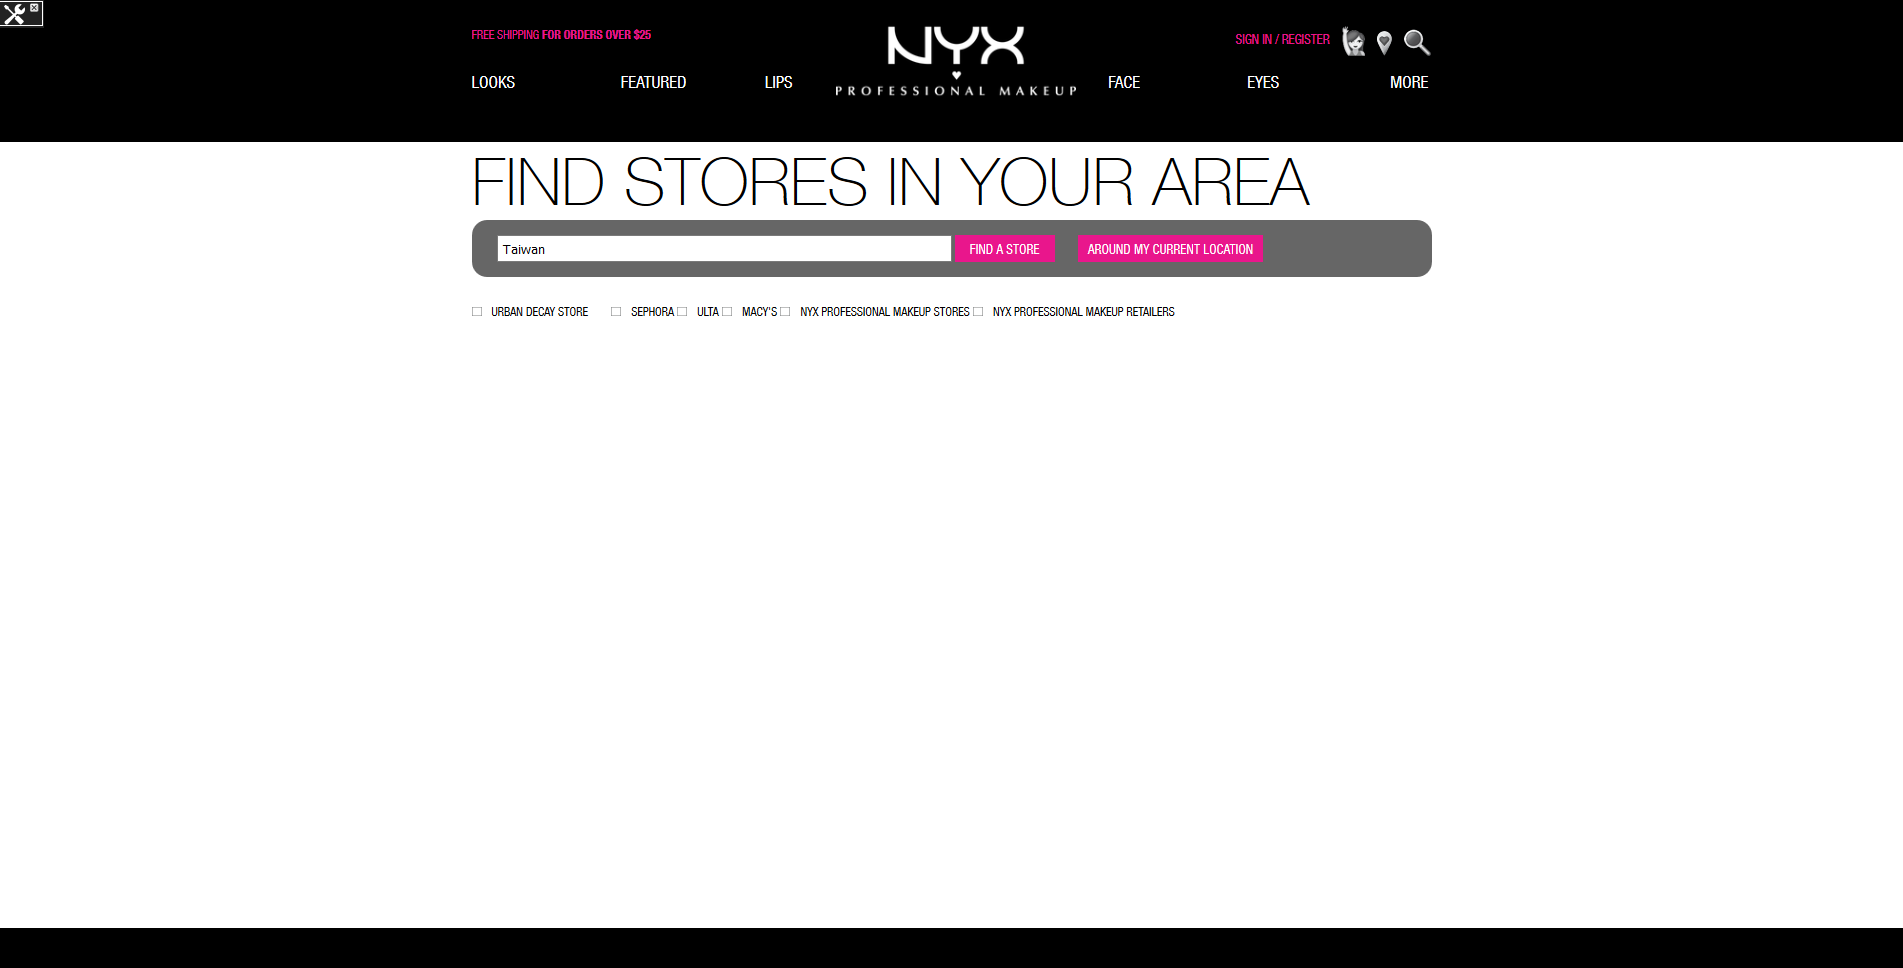 FREE SHIPPING FOR ORDERS OVER $25
NYX
PROFESSIONAL MAKEUP
SIGN IN / REGISTER
LOOKS FEATURED LIPS FACE EYES MORE
FIND STORES IN YOUR AREA
Taiwan FIND A STORE AROUND MY CURRENT LOCATION
URBAN DECAY STORE SEPHORA ULTA MACY'S NYX PROFESSIONAL MAKEUP STORES NYX PROFESSIONAL MAKEUP RETAILERS